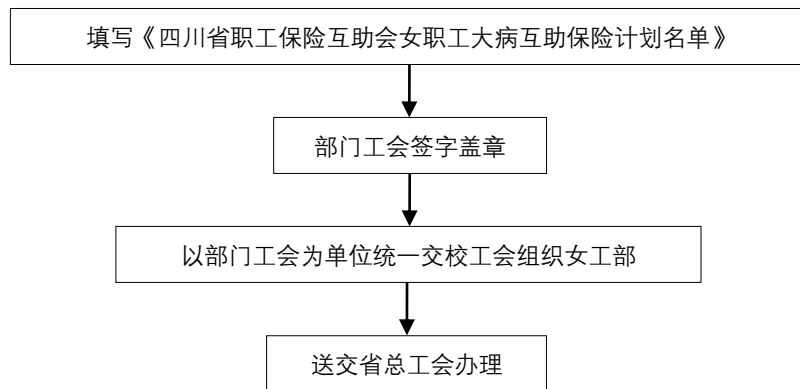 填写《四川省职工保险互助会女职工大病互助保险计划名单》
部门工会签字盖章
以部门工会为单位统一交校工会组织女工部
送交省总工会办理